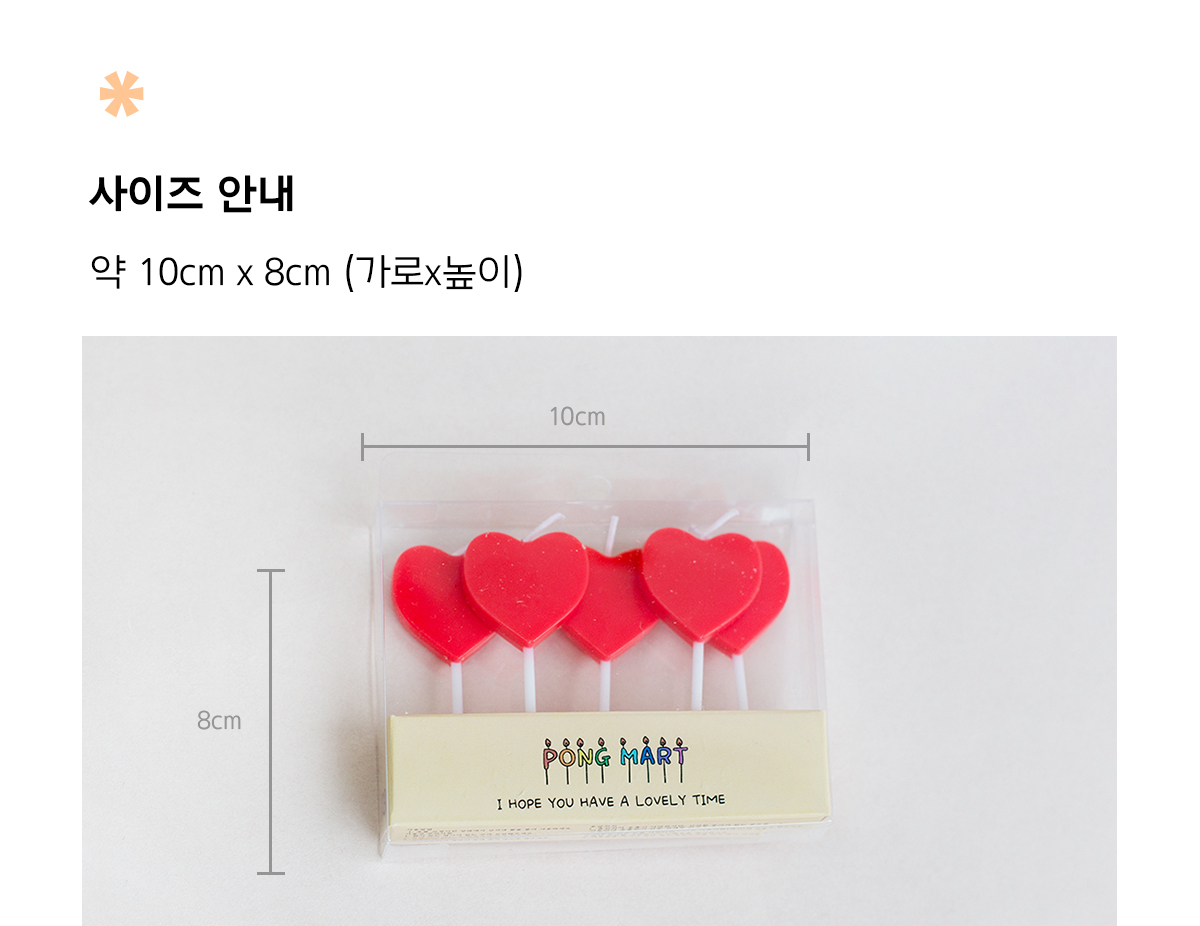 사이즈 안내
약 10cm x 8cm (가로x높이)
10cm
8cm
PONG MART
I HOPE YOU HAVE A LOVELY TIME